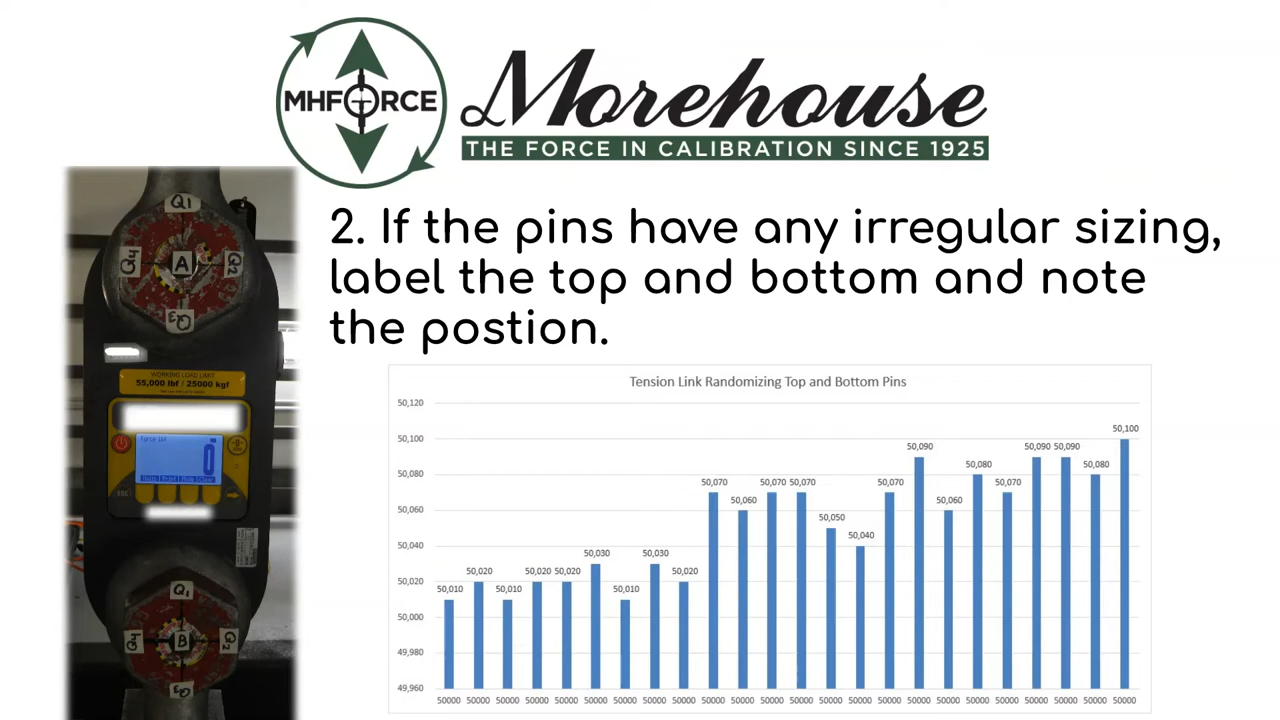 MHFORCE
Morehouse
THE FORCE IN CALIBRATION SINCE 1925
2. If the pins have any irregular sizing,
label the top and bottom and note
the postion.
Q1
Q4 A Q2
Q3
WORKING LOAD LIMIT
55,000 lbf / 25000 kgf
Force lbf
0
ESC
Q1
Q4 B Q2
Q3
Tension Link Randomizing Top and Bottom Pins
50,120
50,100
50,080
50,060
50,040
50,020
50,000
49,980
49,960
50,010 50,020 50,010 50,020 50,020 50,030 50,010 50,030 50,020 50,070 50,060 50,070 50,070 50,050 50,040 50,070 50,090 50,060 50,080 50,070 50,090 50,090 50,080 50,100
50000 50000 50000 50000 50000 50000 50000 50000 50000 50000 50000 50000 50000 50000 50000 50000 50000 50000 50000 50000 50000 50000 50000 50000